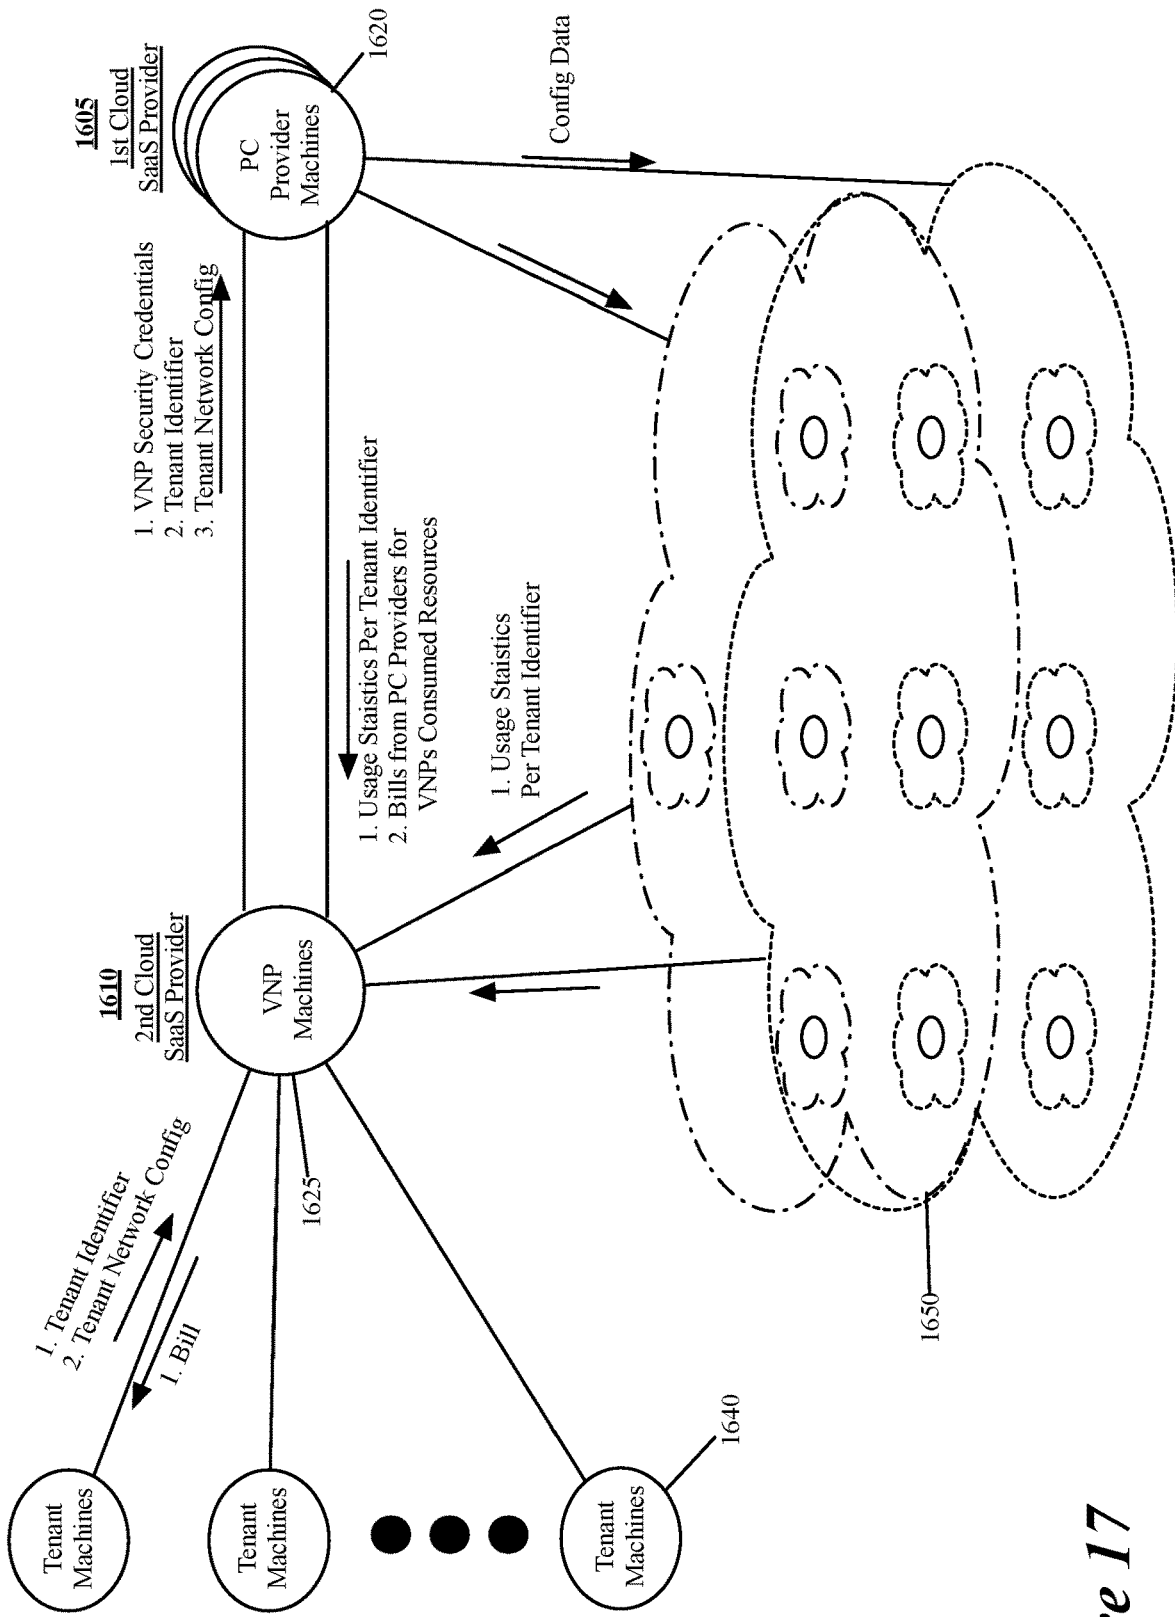 1605
1st Cloud
SaaS Provider
PC
Provider
Machines
1620
Config Data
1. VNP Security Credentials
2. Tenant Identifier
3. Tenant Network Config
1. Usage Staistics Per Tenant Identifier
2. Bills from PC Providers for
VNPs Consumed Resources
1. Usage Staistics
Per Tenant Identifier
1610
2nd Cloud
SaaS Provider
VNP
Machines
1625
1. Tenant Identifier
2. Tenant Network Config
1. Bill
Tenant
Machines
Tenant
Machines
Tenant
Machines
1640
1650
re 17